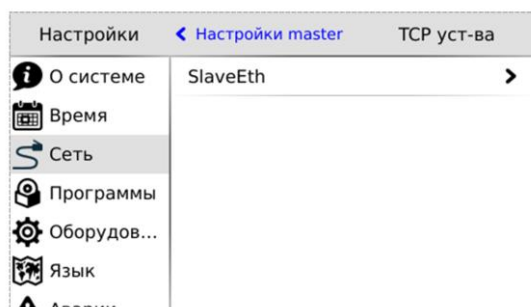 Настройки
Настройки master
TCP уст-ва
О системе
SlaveEth
Время
Сеть
Программы
Оборудов...
Язык